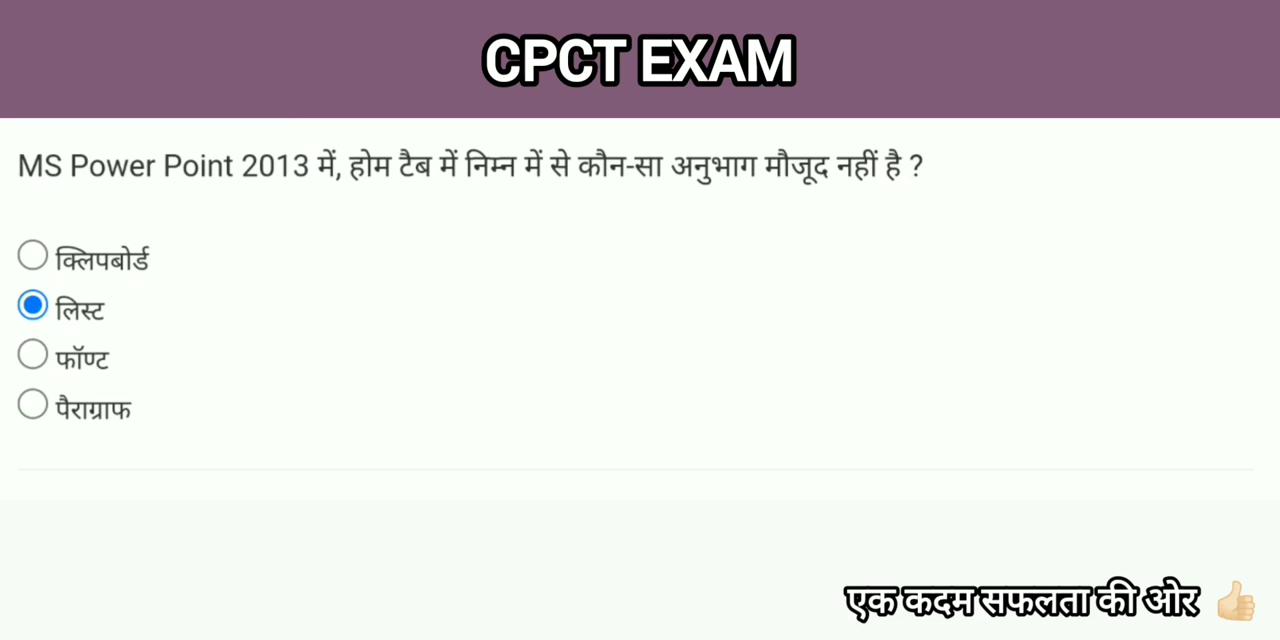 CPCT EXAM
MS Power Point 2013 में, होम टैब में निम्न में से कौन-सा अनुभाग मौजूद नहीं है ?
क्लिपबोर्ड
लिस्ट
फॉण्ट
पैराग्राफ
एक कदम सफलता की ओर 👍🏻